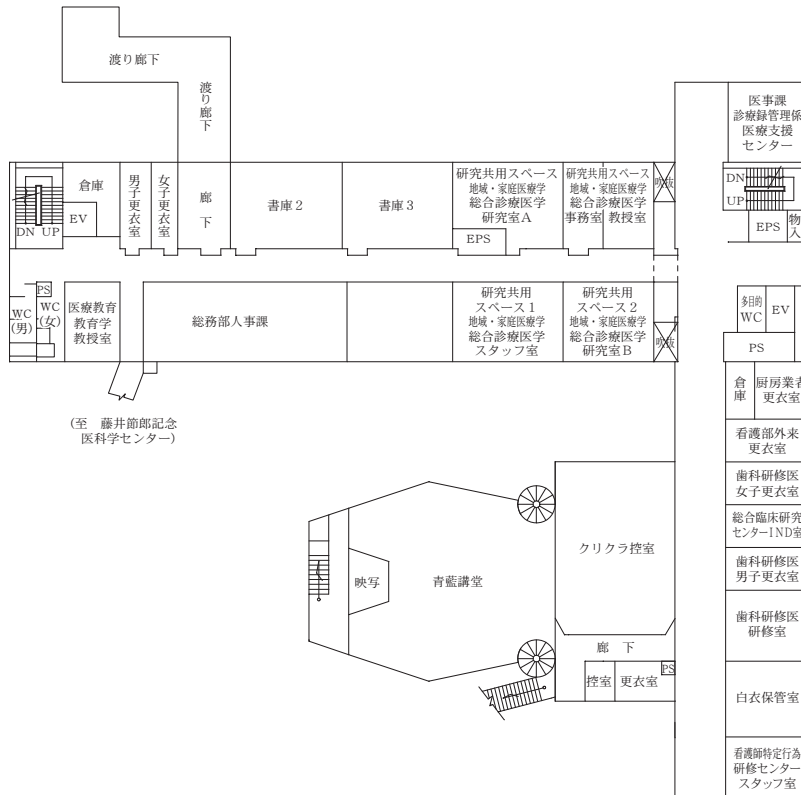 渡り廊下
渡り廊下
医事課
診療録管理係
医療支援
センター
倉庫
EV
DN UP
男子更衣室
女子更衣室
廊下
書庫2
書庫3
研究共用スペース
地域・家庭医療学
総合診療医学
研究室A
EPS
研究共用スペース
地域・家庭医療学
総合診療医学
事務室 教授室
吹抜
DN
UP
EPS
物入
WC
(男)
PS
WC
(女)
医療教育
教育学
教授室
総務部人事課
研究共用
スペース1
地域・家庭医療学
総合診療医学
スタッフ室
研究共用
スペース2
地域・家庭医療学
総合診療医学
研究室B
吹抜
多目的
WC
EV
PS
倉庫
厨房業者
更衣室
(至 藤井節郎記念
医科学センター)
看護部外来
更衣室
歯科研修医
女子更衣室
総合臨床研究
センターIND室
歯科研修医
男子更衣室
歯科研修医
研修室
白衣保管室
看護師特定行為
研修センター
スタッフ室
映写
青藍講堂
クリクラ控室
廊下
控室
更衣室
PS